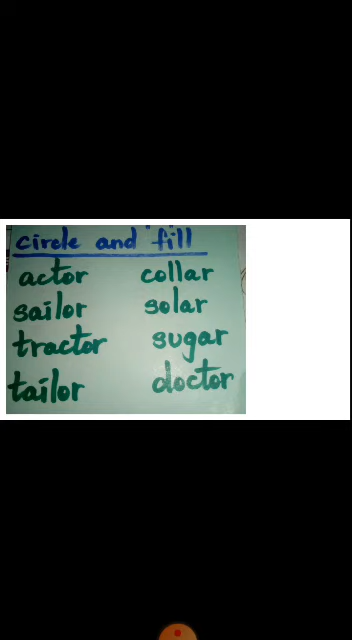 circle and fill
actor collar
sailor solar
tractor sugar
tailor doctor